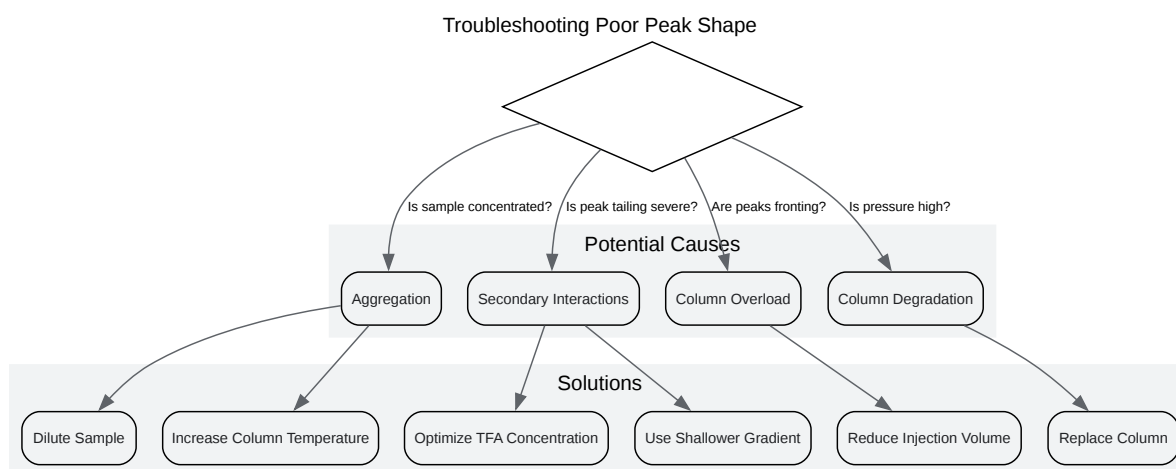 Troubleshooting Poor Peak Shape
Is sample concentrated?
Is peak tailing severe?
Are peaks fronting?
Is pressure high?
Potential Causes
Aggregation
Secondary Interactions
Column Overload
Column Degradation
Solutions
Dilute Sample
Increase Column Temperature
Optimize TFA Concentration
Use Shallower Gradient
Reduce Injection Volume
Replace Column